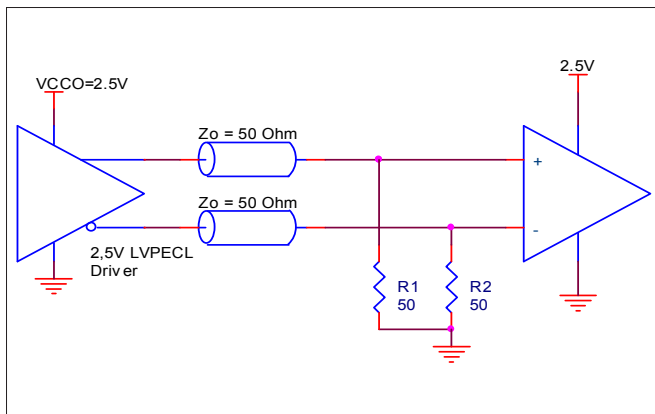 VCCO=2.5V
2.5V
Zo = 50 Ohm
+
Zo = 50 Ohm
-
2,5V LVPECL
Driver
R1
50
R2
50